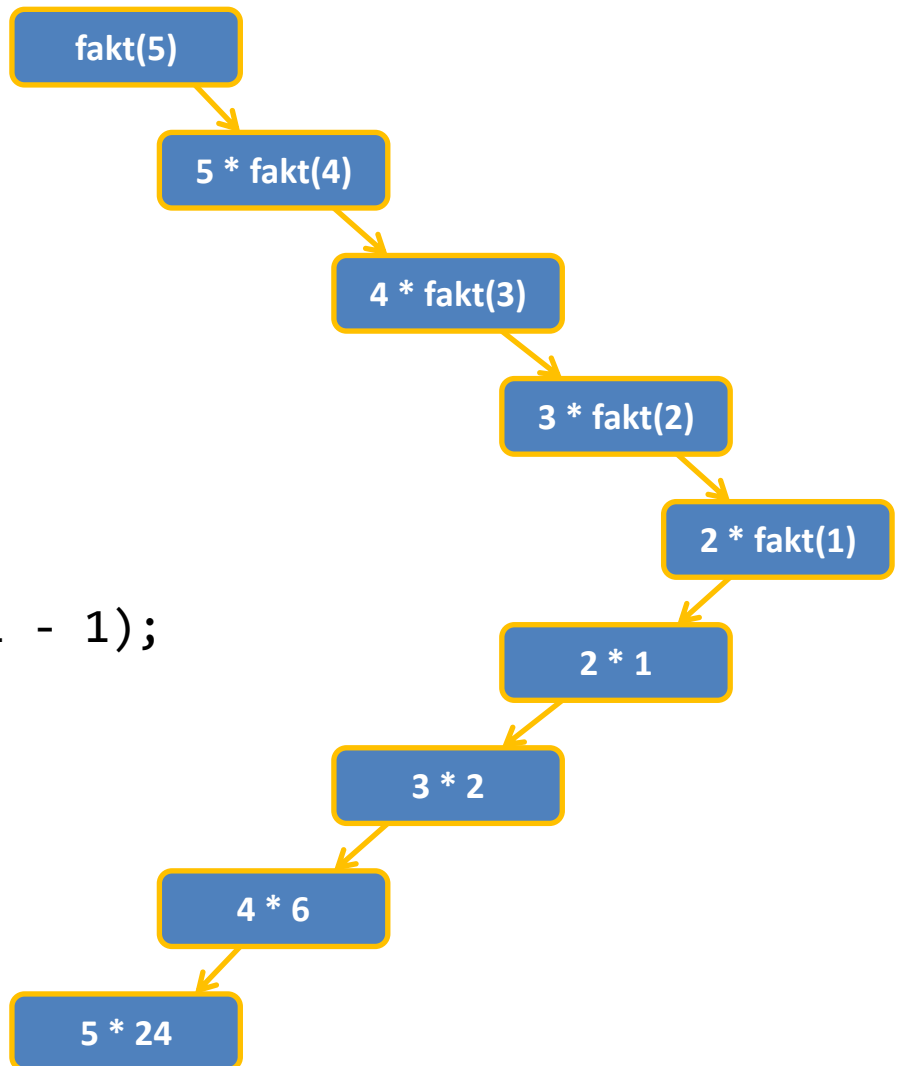 fakt(5)
5 * fakt(4)
4 * fakt(3)
3 * fakt(2)
2 * fakt(1)
- 1);
2 * 1
3 * 2
4 * 6
5 * 24